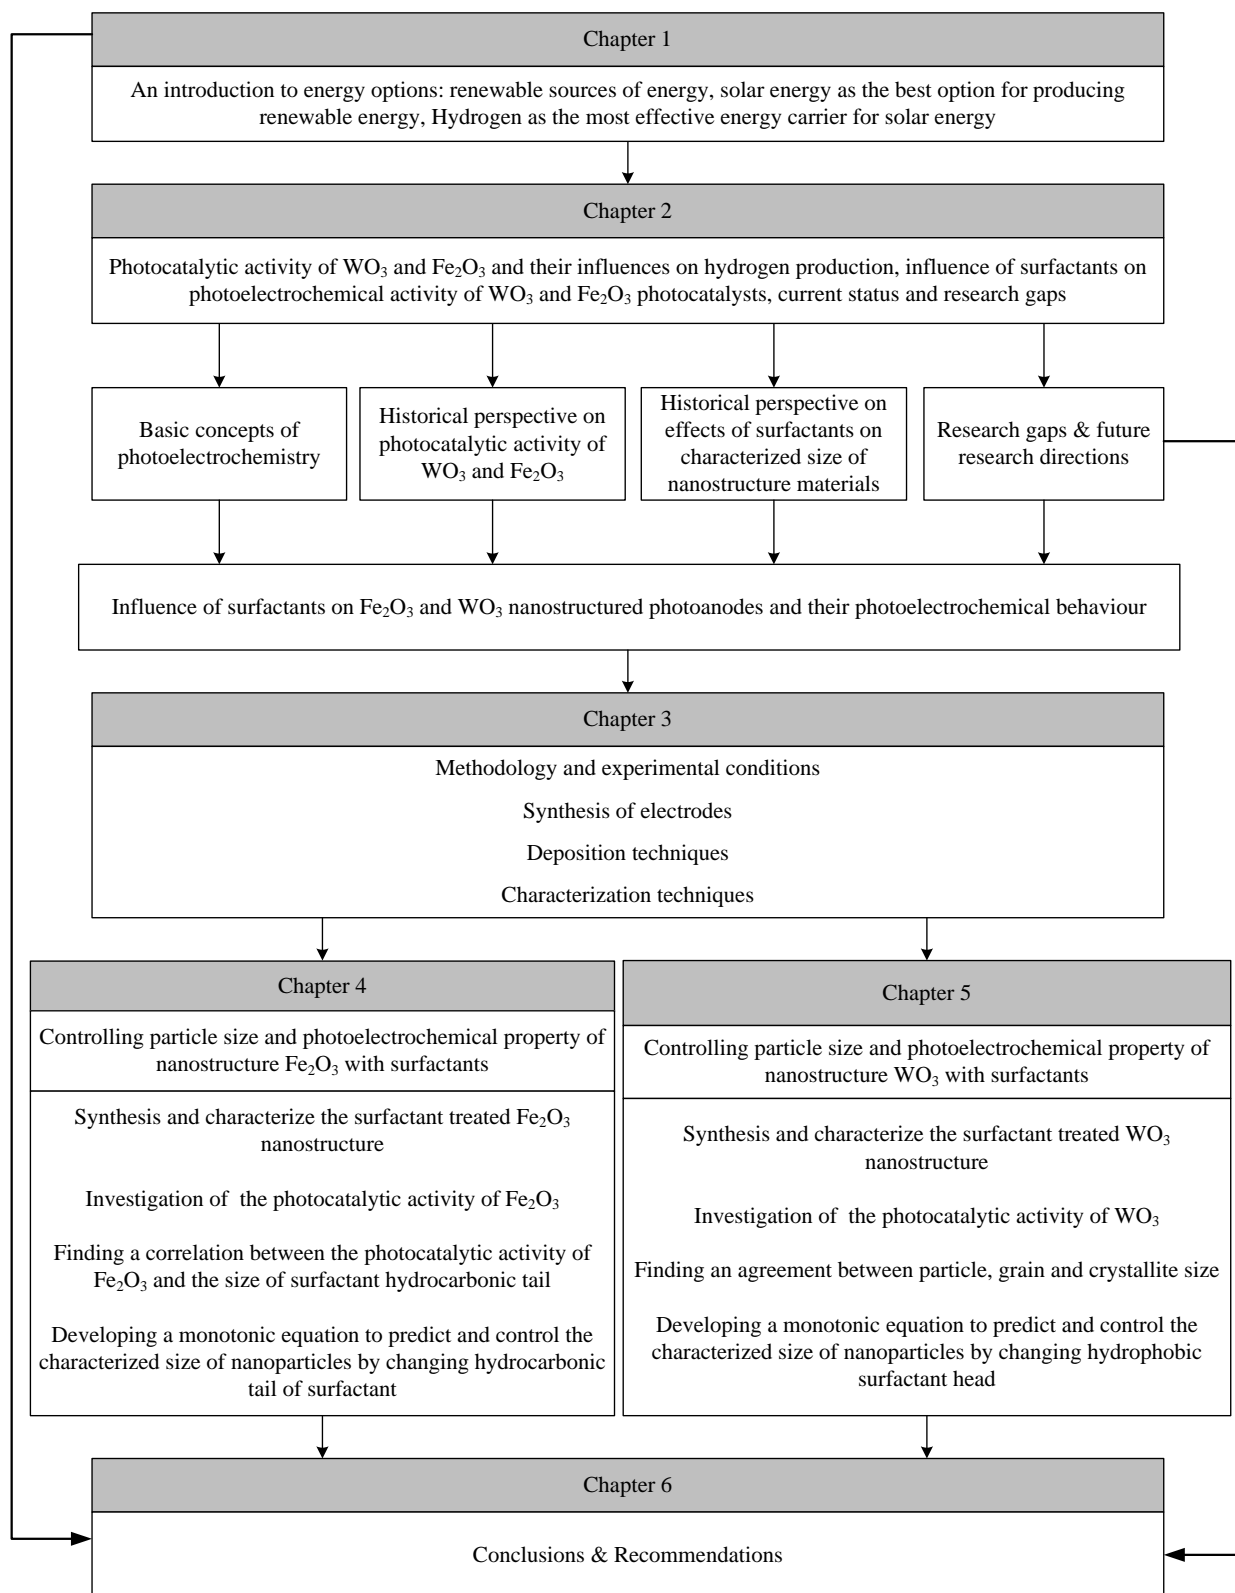 Chapter 1
An introduction to energy options: renewable sources of energy, solar energy as the best option for producing
renewable energy, Hydrogen as the most effective energy carrier for solar energy
Chapter 2
Photocatalytic activity of WO₃ and Fe₂O₃ and their influences on hydrogen production, influence of surfactants on
photoelectrochemical activity of WO₃ and Fe₂O₃ photocatalysts, current status and research gaps
Basic concepts of
photoelectrochemistry
Historical perspective on
photocatalytic activity of
WO₃ and Fe₂O₃
Historical perspective on
effects of surfactants on
characterized size of
nanostructure materials
Research gaps & future
research directions
Influence of surfactants on Fe₂O₃ and WO₃ nanostructured photoanodes and their photoelectrochemical behaviour
Chapter 3
Methodology and experimental conditions
Synthesis of electrodes
Deposition techniques
Characterization techniques
Chapter 4
Controlling particle size and photoelectrochemical property of
nanostructure Fe₂O₃ with surfactants
Synthesis and characterize the surfactant treated Fe₂O₃
nanostructure
Investigation of  the photocatalytic activity of Fe₂O₃
Finding a correlation between the photocatalytic activity of
Fe₂O₃ and the size of surfactant hydrocarbonic tail
Developing a monotonic equation to predict and control the
characterized size of nanoparticles by changing hydrocarbonic
tail of surfactant
Chapter 5
Controlling particle size and photoelectrochemical property of
nanostructure WO₃ with surfactants
Synthesis and characterize the surfactant treated WO₃
nanostructure
Investigation of  the photocatalytic activity of WO₃
Finding an agreement between particle, grain and crystallite size
Developing a monotonic equation to predict and control the
characterized size of nanoparticles by changing hydrophobic
surfactant head
Chapter 6
Conclusions & Recommendations